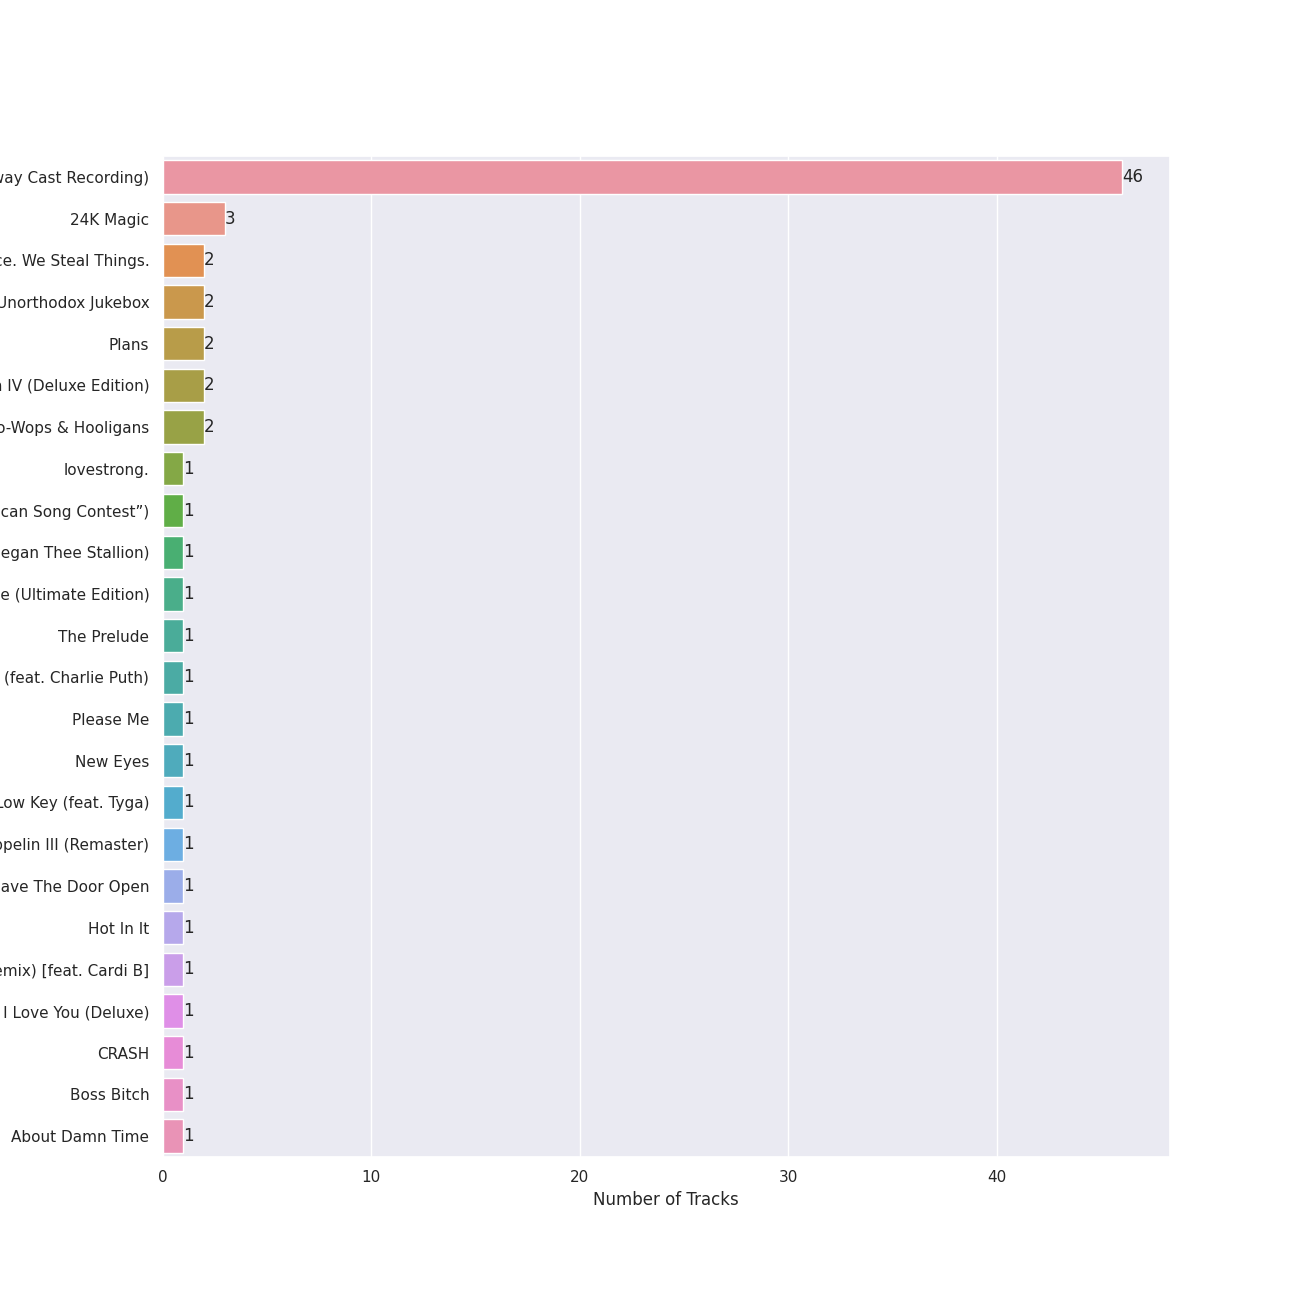 way Cast Recording) 46
24K Magic 3
ce. We Steal Things. 2
Unorthodox Jukebox 2
Plans 2
IV (Deluxe Edition) 2
o-Wops & Hooligans 2
lovestrong. 1
can Song Contest”) 1
egan Thee Stallion) 1
e (Ultimate Edition) 1
The Prelude 1
(feat. Charlie Puth) 1
Please Me 1
New Eyes 1
Low Key (feat. Tyga) 1
ppelin III (Remaster) 1
ave The Door Open 1
Hot In It 1
emix) [feat. Cardi B] 1
I Love You (Deluxe) 1
CRASH 1
Boss Bitch 1
About Damn Time 1
0 10 20 30 40
Number of Tracks